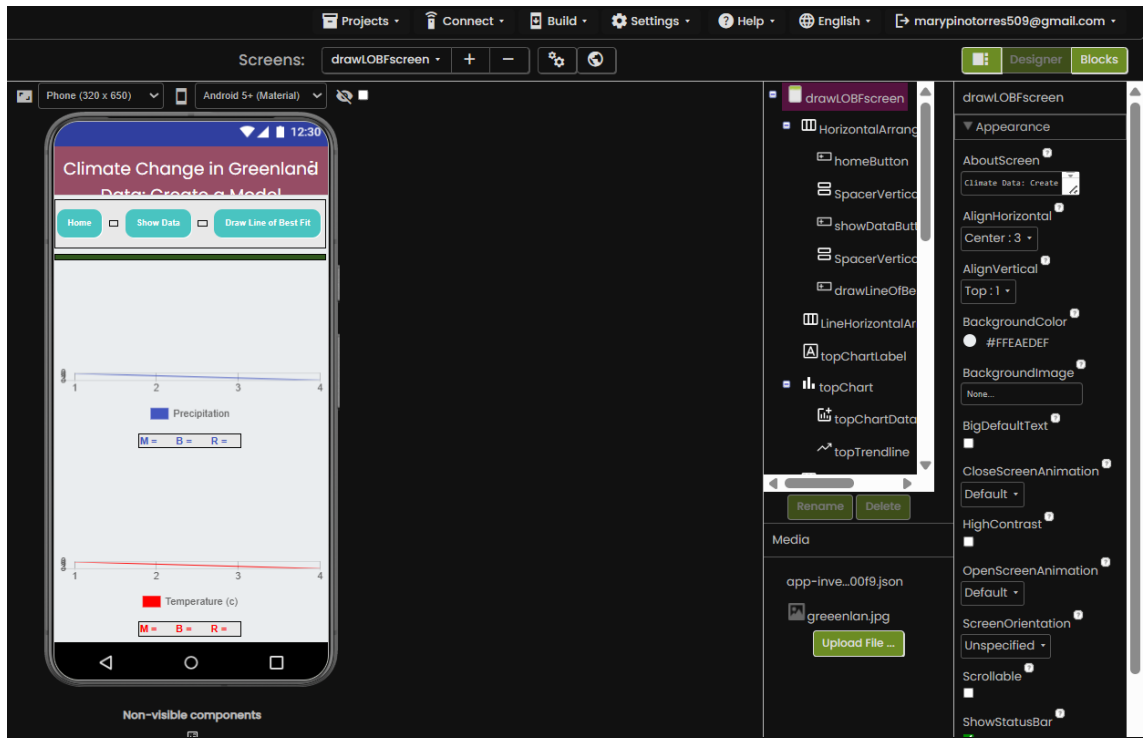 Projects Connect Build Settings Help English marypinotorres509@gmail.com
Screens: drawLOBFscreen + − Designer Blocks
Phone (320 x 650) Android 5+ (Material)
12:30
Climate Change in Greenland
Data: Create a Model
Home Show Data Draw Line of Best Fit
1 2 3 4
Precipitation
M = B = R =
1 2 3 4
Temperature (c)
M = B = R =
Non-visible components
drawLOBFscreen
HorizontalArrang
homeButton
SpacerVertica
showDataButt
SpacerVertica
drawLineOfBe
LineHorizontalAr
topChartLabel
topChart
topChartData
topTrendline
Rename Delete
Media
app-inve...00f9.json
greeenlan.jpg
Upload File ...
drawLOBFscreen
Appearance
AboutScreen ?
Climate Data: Create
AlignHorizontal ?
Center : 3
AlignVertical ?
Top : 1
BackgroundColor ?
#FFEAEDEF
BackgroundImage ?
None...
BigDefaultText ?
CloseScreenAnimation ?
Default
HighContrast ?
OpenScreenAnimation ?
Default
ScreenOrientation ?
Unspecified
Scrollable ?
ShowStatusBar ?